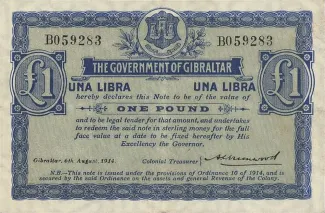 B059283 B059283
THE GOVERNMENT OF GIBRALTAR
UNA LIBRA UNA LIBRA
hereby declares this Note to be of the value of
£1 ONE POUND £1
and to be legal tender for that amount, and undertakes
to redeem the said note in sterling money for the full
face value at a date to be fixed hereafter by His
Excellency the Governor.
Gibraltar, 6th August, 1914. Colonial Treasurer
N.B.—This note is issued under the provisions of Ordinance 10 of 1914, and is
secured by the said Ordinance on the assets and general Revenue of the Colony.